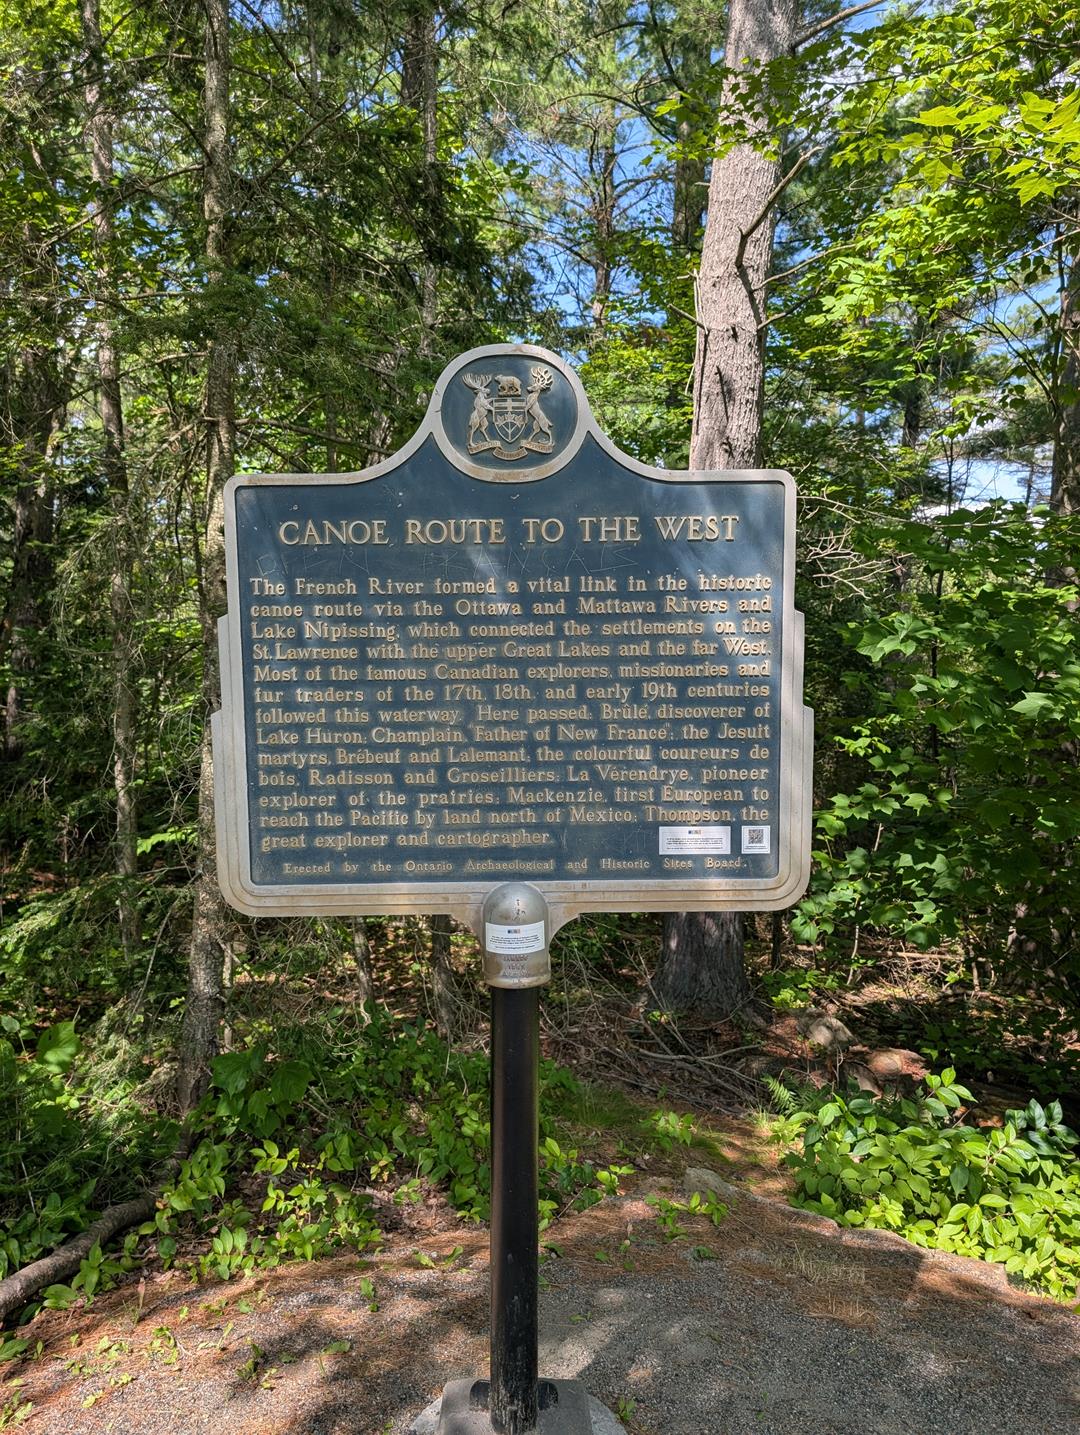 CANOE ROUTE TO THE WEST
The French River formed a vital link in the historic
canoe route via the Ottawa and Mattawa Rivers and
Lake Nipissing, which connected the settlements on the
St. Lawrence with the upper Great Lakes and the far West.
Most of the famous Canadian explorers, missionaries and
fur traders of the 17th, 18th, and early 19th centuries
followed this waterway. Here passed: Brûlé, discoverer of
Lake Huron; Champlain, "Father of New France"; the Jesuit
martyrs, Brébeuf and Lalemant; the colourful coureurs de
bois, Radisson and Groseilliers; La Vérendrye, pioneer
explorer of the prairies; Mackenzie, first European to
reach the Pacific by land north of Mexico; Thompson, the
great explorer and cartographer.
Erected by the Ontario Archaeological and Historic Sites Board.